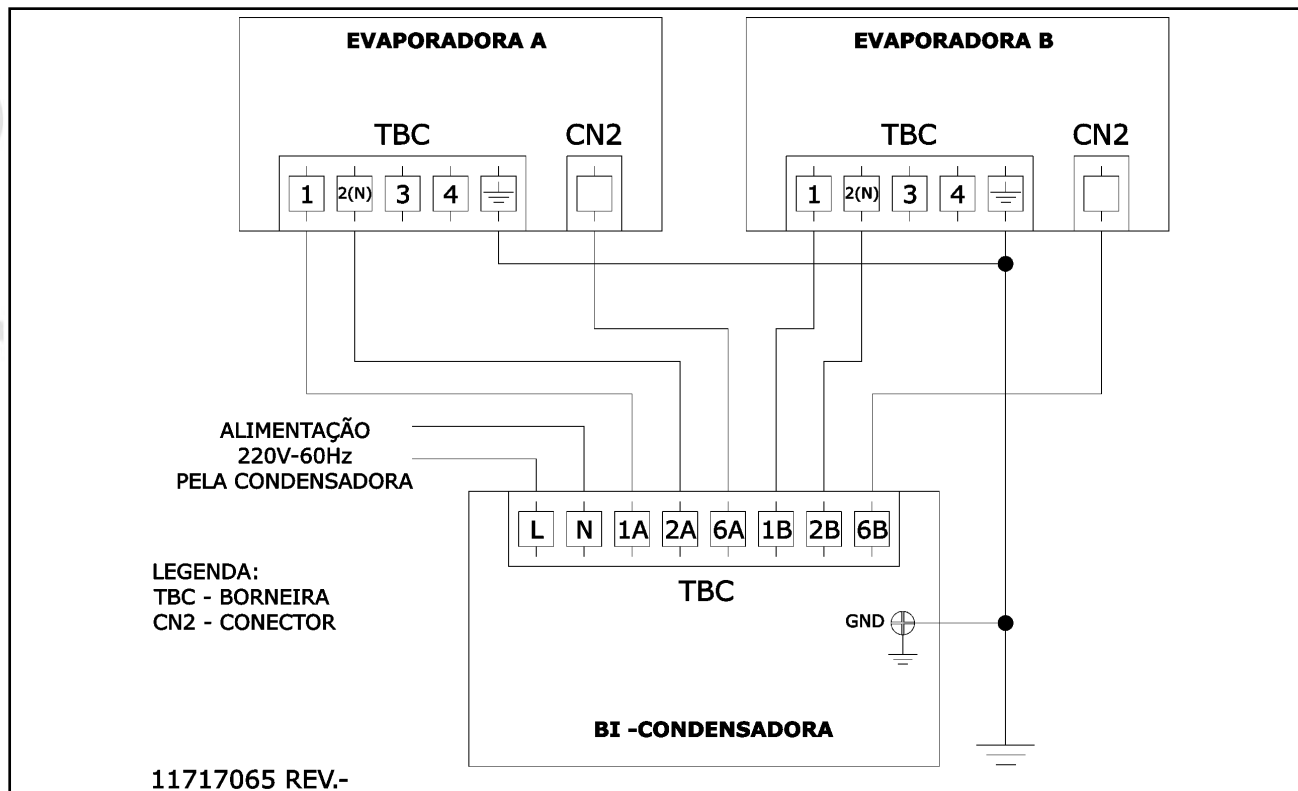 EVAPORADORA A
EVAPORADORA B
TBC
CN2
TBC
CN2
1
2(N)
3
4
1
2(N)
3
4
ALIMENTAÇÃO
220V-60Hz
PELA CONDENSADORA
L
N
1A
2A
6A
1B
2B
6B
TBC
LEGENDA:
TBC - BORNEIRA
CN2 - CONECTOR
GND
BI -CONDENSADORA
11717065 REV.-